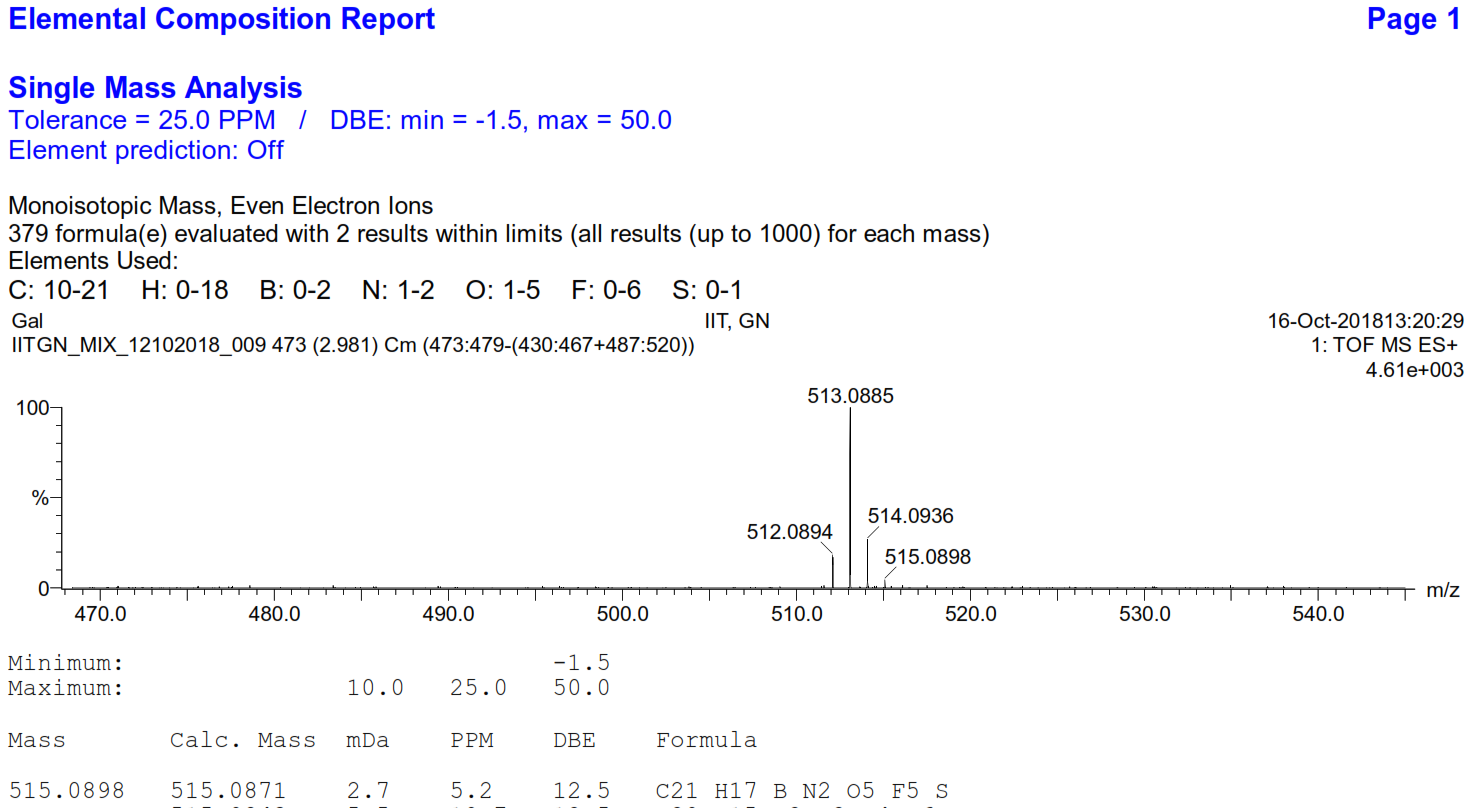 Elemental Composition Report Page 1
Single Mass Analysis
Tolerance = 25.0 PPM / DBE: min = -1.5, max = 50.0
Element prediction: Off
Monoisotopic Mass, Even Electron Ions
379 formula(e) evaluated with 2 results within limits (all results (up to 1000) for each mass)
Elements Used:
C: 10-21 H: 0-18 B: 0-2 N: 1-2 O: 1-5 F: 0-6 S: 0-1
Gal IIT, GN 16-Oct-201813:20:29
IITGN_MIX_12102018_009 473 (2.981) Cm (473:479-(430:467+487:520)) 1: TOF MS ES+
4.61e+003
513.0885
100
%
514.0936
512.0894
515.0898
0
m/z
470.0 480.0 490.0 500.0 510.0 520.0 530.0 540.0
Minimum: -1.5
Maximum: 10.0 25.0 50.0
Mass Calc. Mass mDa PPM DBE Formula
515.0898 515.0871 2.7 5.2 12.5 C21 H17 B N2 O5 F5 S